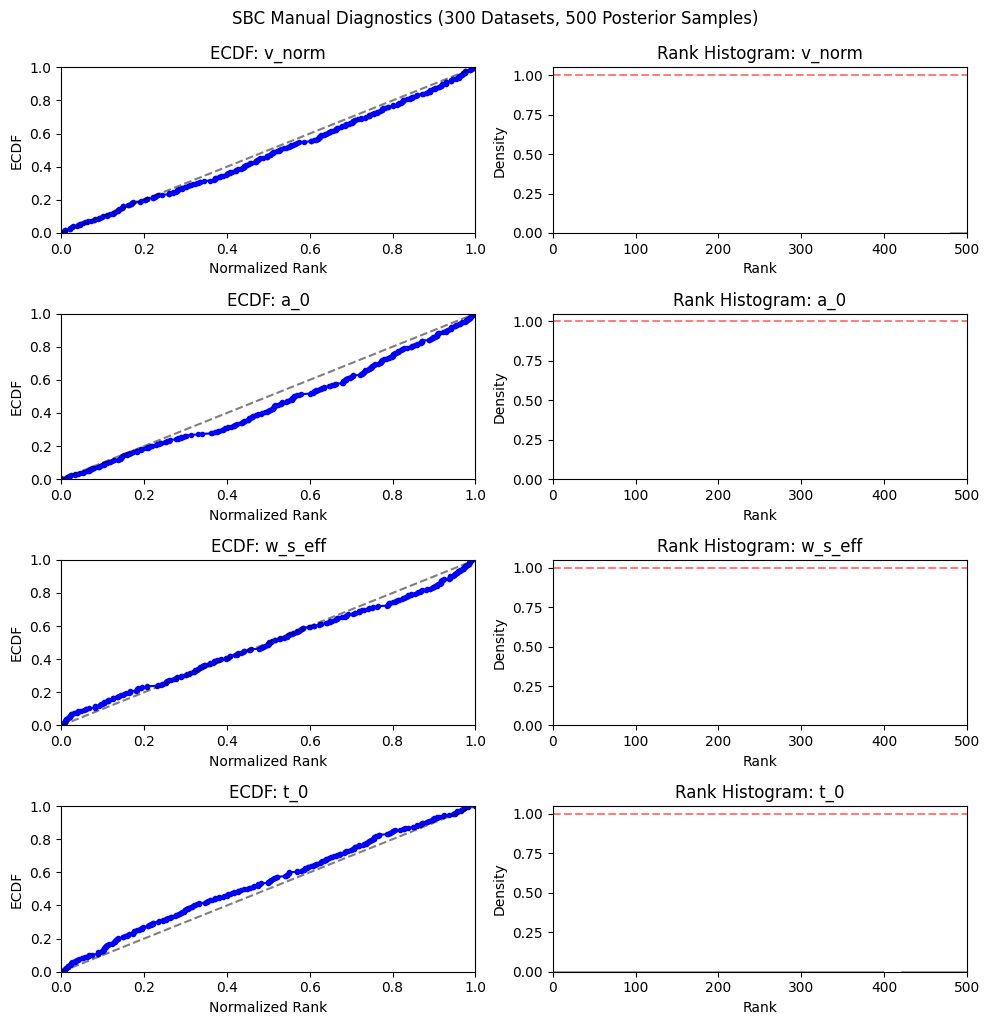 SBC Manual Diagnostics (300 Datasets, 500 Posterior Samples)
ECDF: v_norm
Rank Histogram: v_norm
1.0
0.8
0.6
0.4
0.2
0.0
ECDF
0.0 0.2 0.4 0.6 0.8 1.0
Normalized Rank
1.00
0.75
0.50
0.25
0.00
Density
0 100 200 300 400 500
Rank
ECDF: a_0
Rank Histogram: a_0
1.0
0.8
0.6
0.4
0.2
0.0
ECDF
0.0 0.2 0.4 0.6 0.8 1.0
Normalized Rank
1.00
0.75
0.50
0.25
0.00
Density
0 100 200 300 400 500
Rank
ECDF: w_s_eff
Rank Histogram: w_s_eff
1.0
0.8
0.6
0.4
0.2
0.0
ECDF
0.0 0.2 0.4 0.6 0.8 1.0
Normalized Rank
1.00
0.75
0.50
0.25
0.00
Density
0 100 200 300 400 500
Rank
ECDF: t_0
Rank Histogram: t_0
1.0
0.8
0.6
0.4
0.2
0.0
ECDF
0.0 0.2 0.4 0.6 0.8 1.0
Normalized Rank
1.00
0.75
0.50
0.25
0.00
Density
0 100 200 300 400 500
Rank